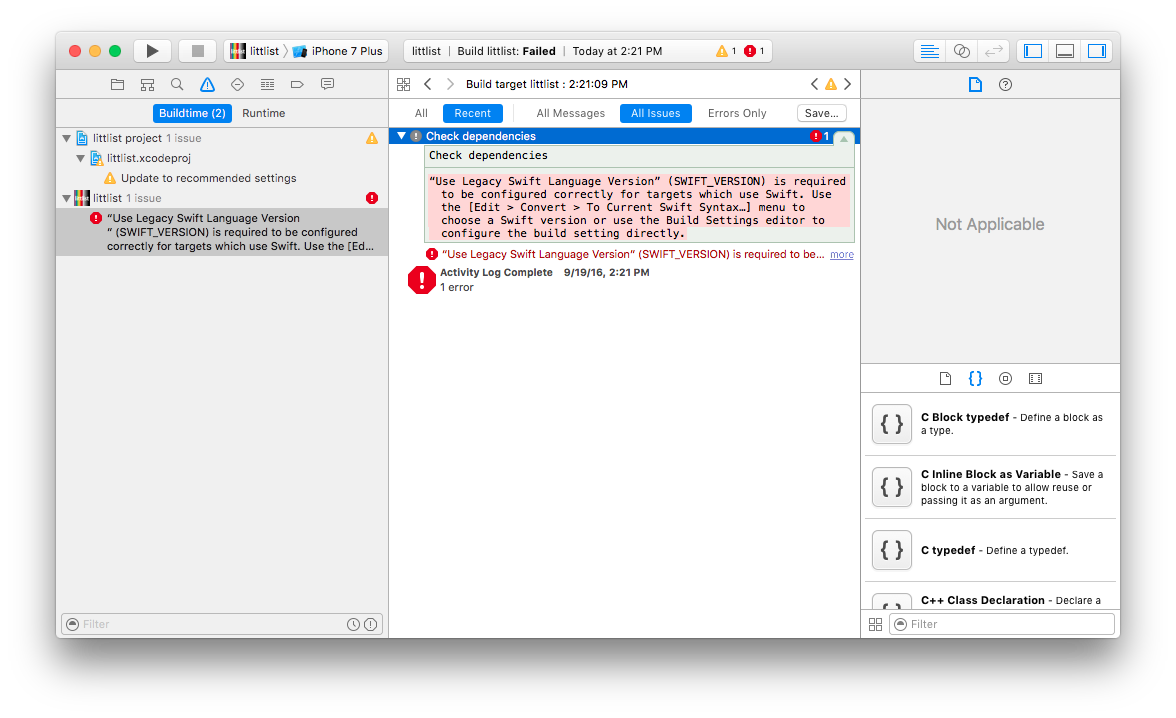 littlist 〉 iPhone 7 Plus
littlist | Build littlist: Failed | Today at 2:21 PM 1 1
Build target littlist : 2:21:09 PM
Buildtime (2) Runtime
All Recent All Messages All Issues Errors Only Save...
littlist project 1 issue
littlist.xcodeproj
Update to recommended settings
littlist 1 issue
“Use Legacy Swift Language Version
” (SWIFT_VERSION) is required to be configured
correctly for targets which use Swift. Use the [Ed...
Check dependencies 1
Check dependencies
“Use Legacy Swift Language Version” (SWIFT_VERSION) is required
to be configured correctly for targets which use Swift. Use
the [Edit > Convert > To Current Swift Syntax…] menu to
choose a Swift version or use the Build Settings editor to
configure the build setting directly.
“Use Legacy Swift Language Version” (SWIFT_VERSION) is required to be... more
Activity Log Complete 9/19/16, 2:21 PM
1 error
Not Applicable
{ }
{ } C Block typedef - Define a block as
a type.
{ } C Inline Block as Variable - Save a
block to a variable to allow reuse or
passing it as an argument.
{ } C typedef - Define a typedef.
C++ Class Declaration - Declare a
Filter
Filter